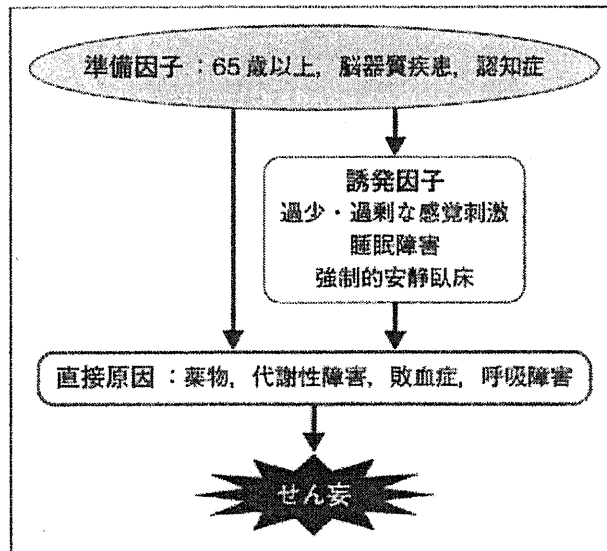 準備因子：65歳以上，脳器質疾患，認知症
誘発因子
過少・過剰な感覚刺激
睡眠障害
強制的安静臥床
直接原因：薬物，代謝性障害，敗血症，呼吸障害
せん妄